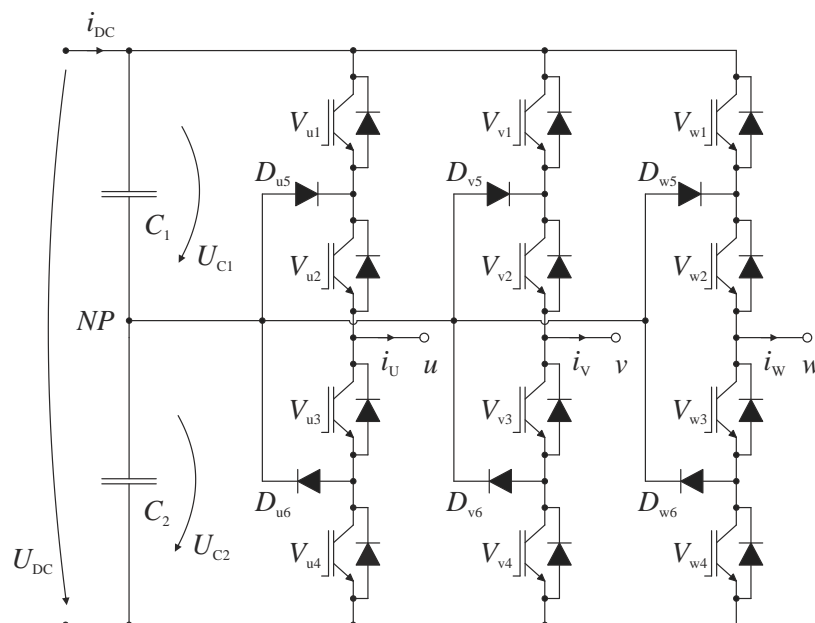 i_DC
V_u1
V_v1
V_w1
D_u5
D_v5
D_w5
C_1
U_C1
V_u2
V_v2
V_w2
NP
i_U
u
i_V
v
i_W
w
V_u3
V_v3
V_w3
D_u6
D_v6
D_w6
C_2
U_C2
U_DC
V_u4
V_v4
V_w4